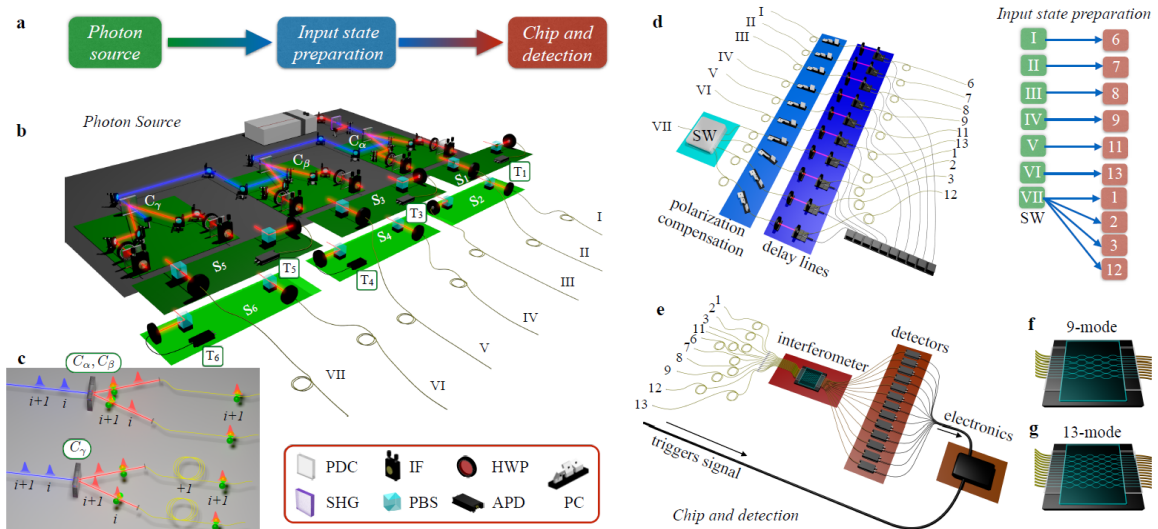 a
Photon source
Input state preparation
Chip and detection
b
Photon Source
Cα
Cβ
Cγ
S1
S2
S3
S4
S5
S6
T1
T3
T4
T5
T6
I
II
III
IV
V
VI
VII
c
Cα, Cβ
i+1
i
i+1
i
i+1
i
Cγ
i+1
i
i+1
i
+1
i+1
i
PDC
IF
HWP
PC
SHG
PBS
APD
d
I
II
III
IV
V
VI
VII
SW
polarization compensation
delay lines
6
7
8
9
11
13
1
2
3
12
Input state preparation
I
6
II
7
III
8
IV
9
V
11
VI
13
VII
SW
1
2
3
12
e
1
2
3
11
6
7
8
9
12
13
interferometer
detectors
electronics
triggers signal
Chip and detection
f
9-mode
g
13-mode